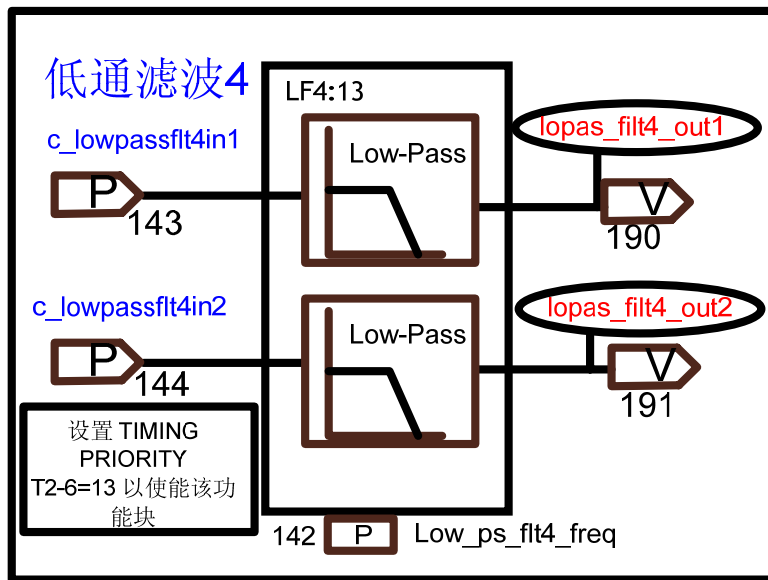 低通滤波4
LF4:13
c_lowpassflt4in1
P
143
Low-Pass
lopas_filt4_out1
V
190
c_lowpassflt4in2
P
144
Low-Pass
lopas_filt4_out2
V
191
设置 TIMING
PRIORITY
T2-6=13 以使能该功
能块
142 P Low_ps_flt4_freq